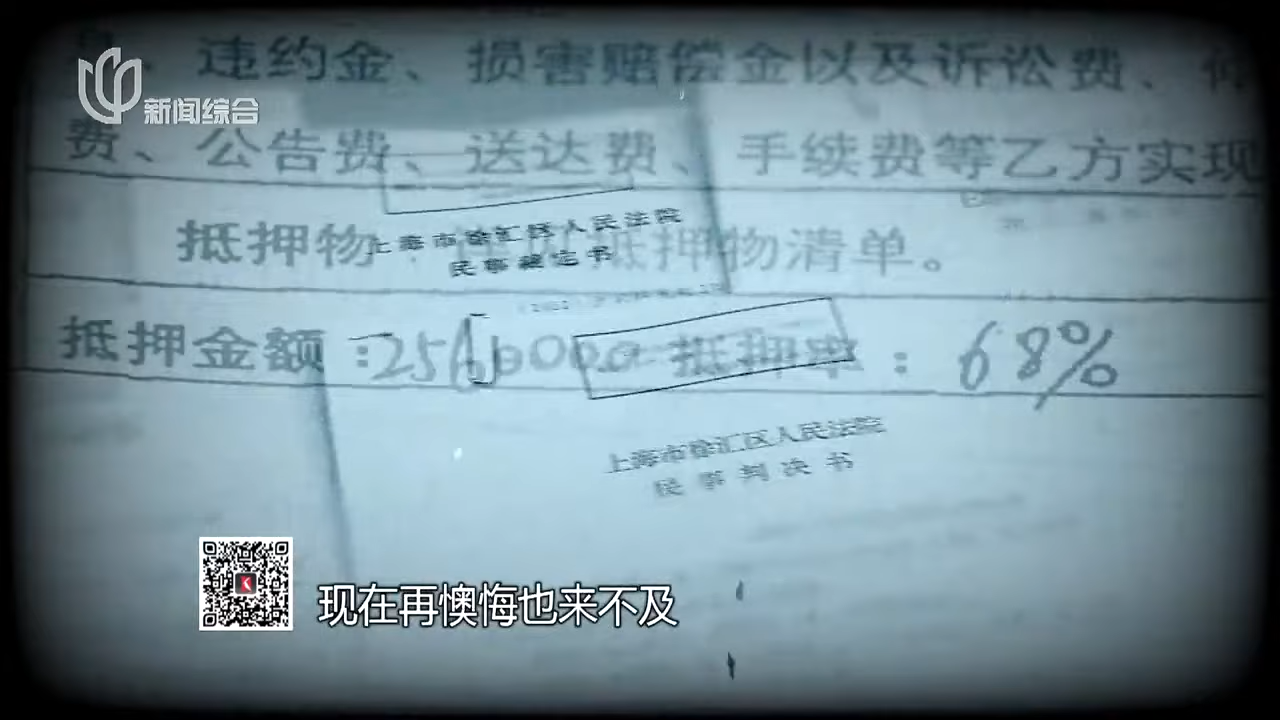 新闻综合
违约金、损害赔偿金以及诉讼费、
费、公告费、送达费、手续费等乙方实现
抵押物
抵押物清单。
上海市徐汇区人民法院
民事裁定书
抵押金额：2560000 抵押率：68%
上海市徐汇区人民法院
民事判决书
现在再懊悔也来不及